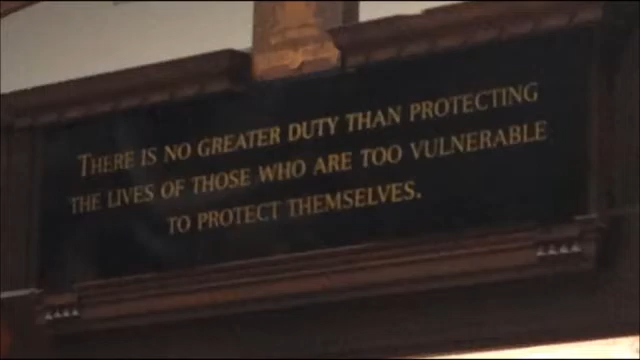 THERE IS NO GREATER DUTY THAN PROTECTING
THE LIVES OF THOSE WHO ARE TOO VULNERABLE
TO PROTECT THEMSELVES.